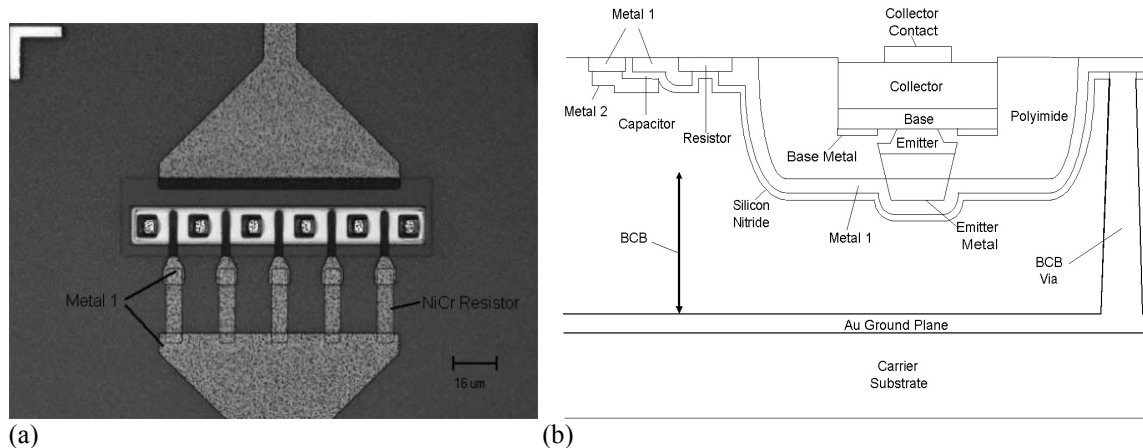 Metal 1
NiCr Resistor
16 um
(a)
Metal 1
Collector
Contact
Collector
Metal 2
Capacitor
Resistor
Base
Polyimide
Base Metal
Emitter
Silicon
Nitride
Metal 1
Emitter
Metal
BCB
BCB
Via
Au Ground Plane
Carrier
Substrate
(b)